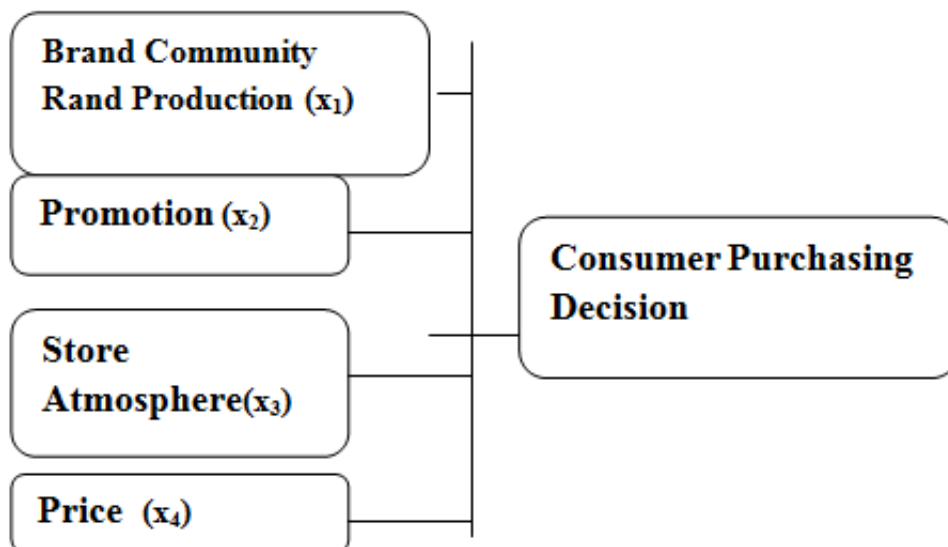 Brand Community
Rand Production (x₁)
Promotion (x₂)
Store
Atmosphere(x₃)
Price (x₄)
Consumer Purchasing
Decision